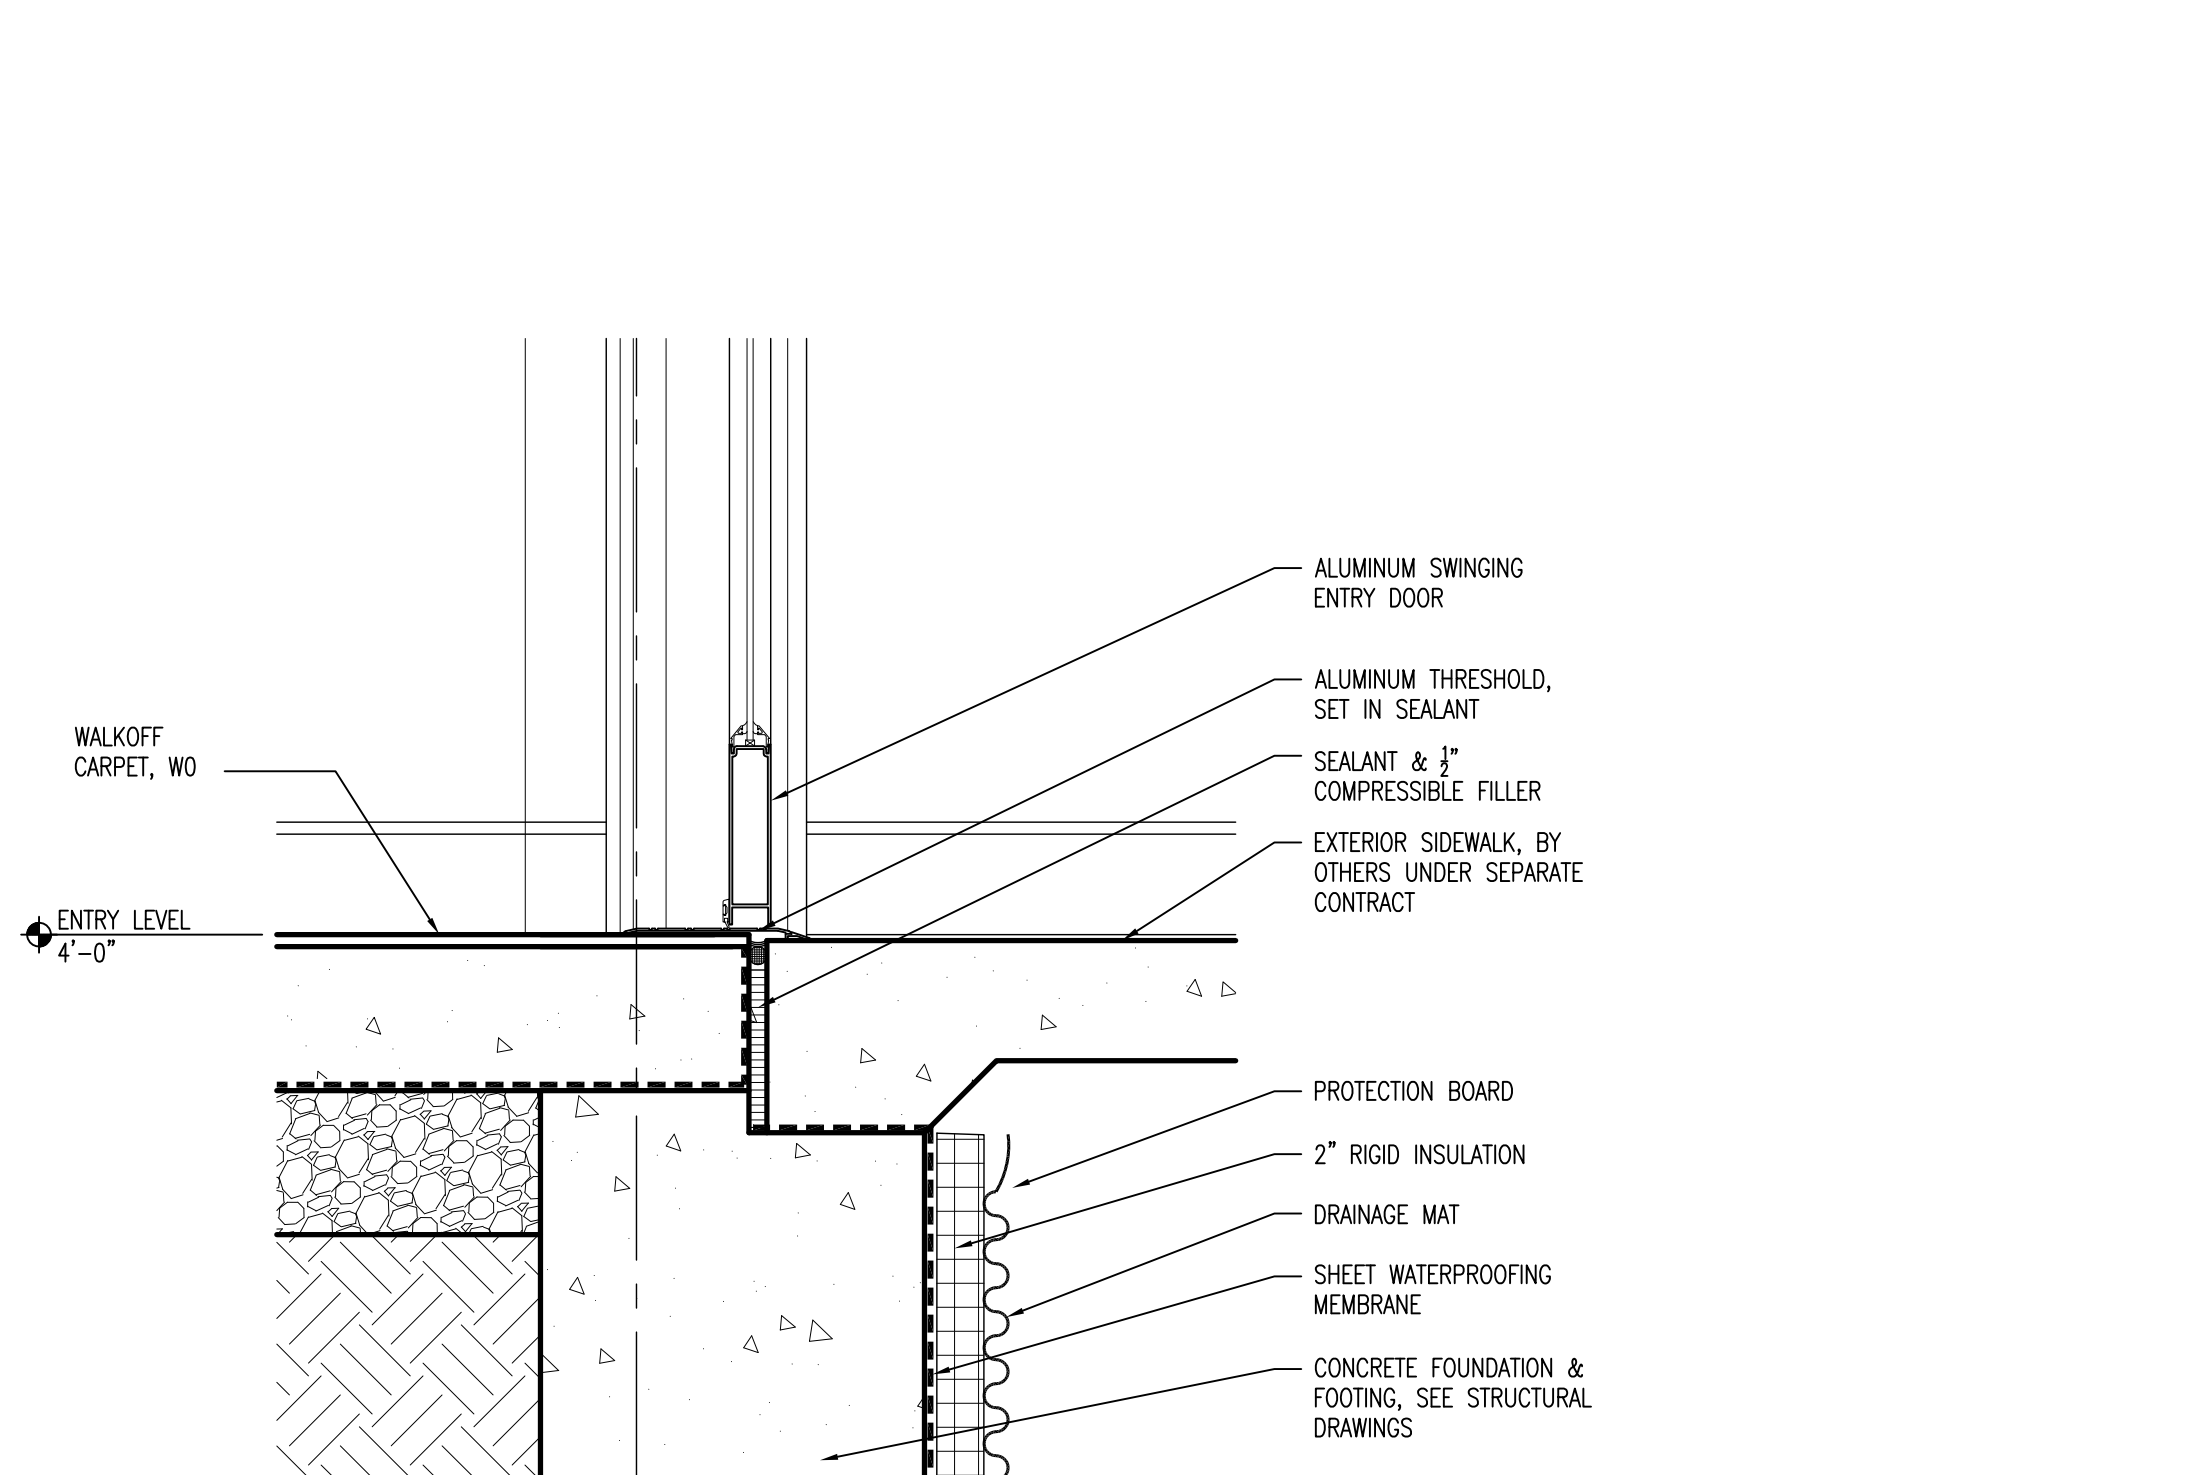 ALUMINUM SWINGING
ENTRY DOOR
ALUMINUM THRESHOLD,
SET IN SEALANT
WALKOFF
CARPET, WO
SEALANT & ½"
COMPRESSIBLE FILLER
EXTERIOR SIDEWALK, BY
OTHERS UNDER SEPARATE
CONTRACT
ENTRY LEVEL
4'-0"
PROTECTION BOARD
2" RIGID INSULATION
DRAINAGE MAT
SHEET WATERPROOFING
MEMBRANE
CONCRETE FOUNDATION &
FOOTING, SEE STRUCTURAL
DRAWINGS